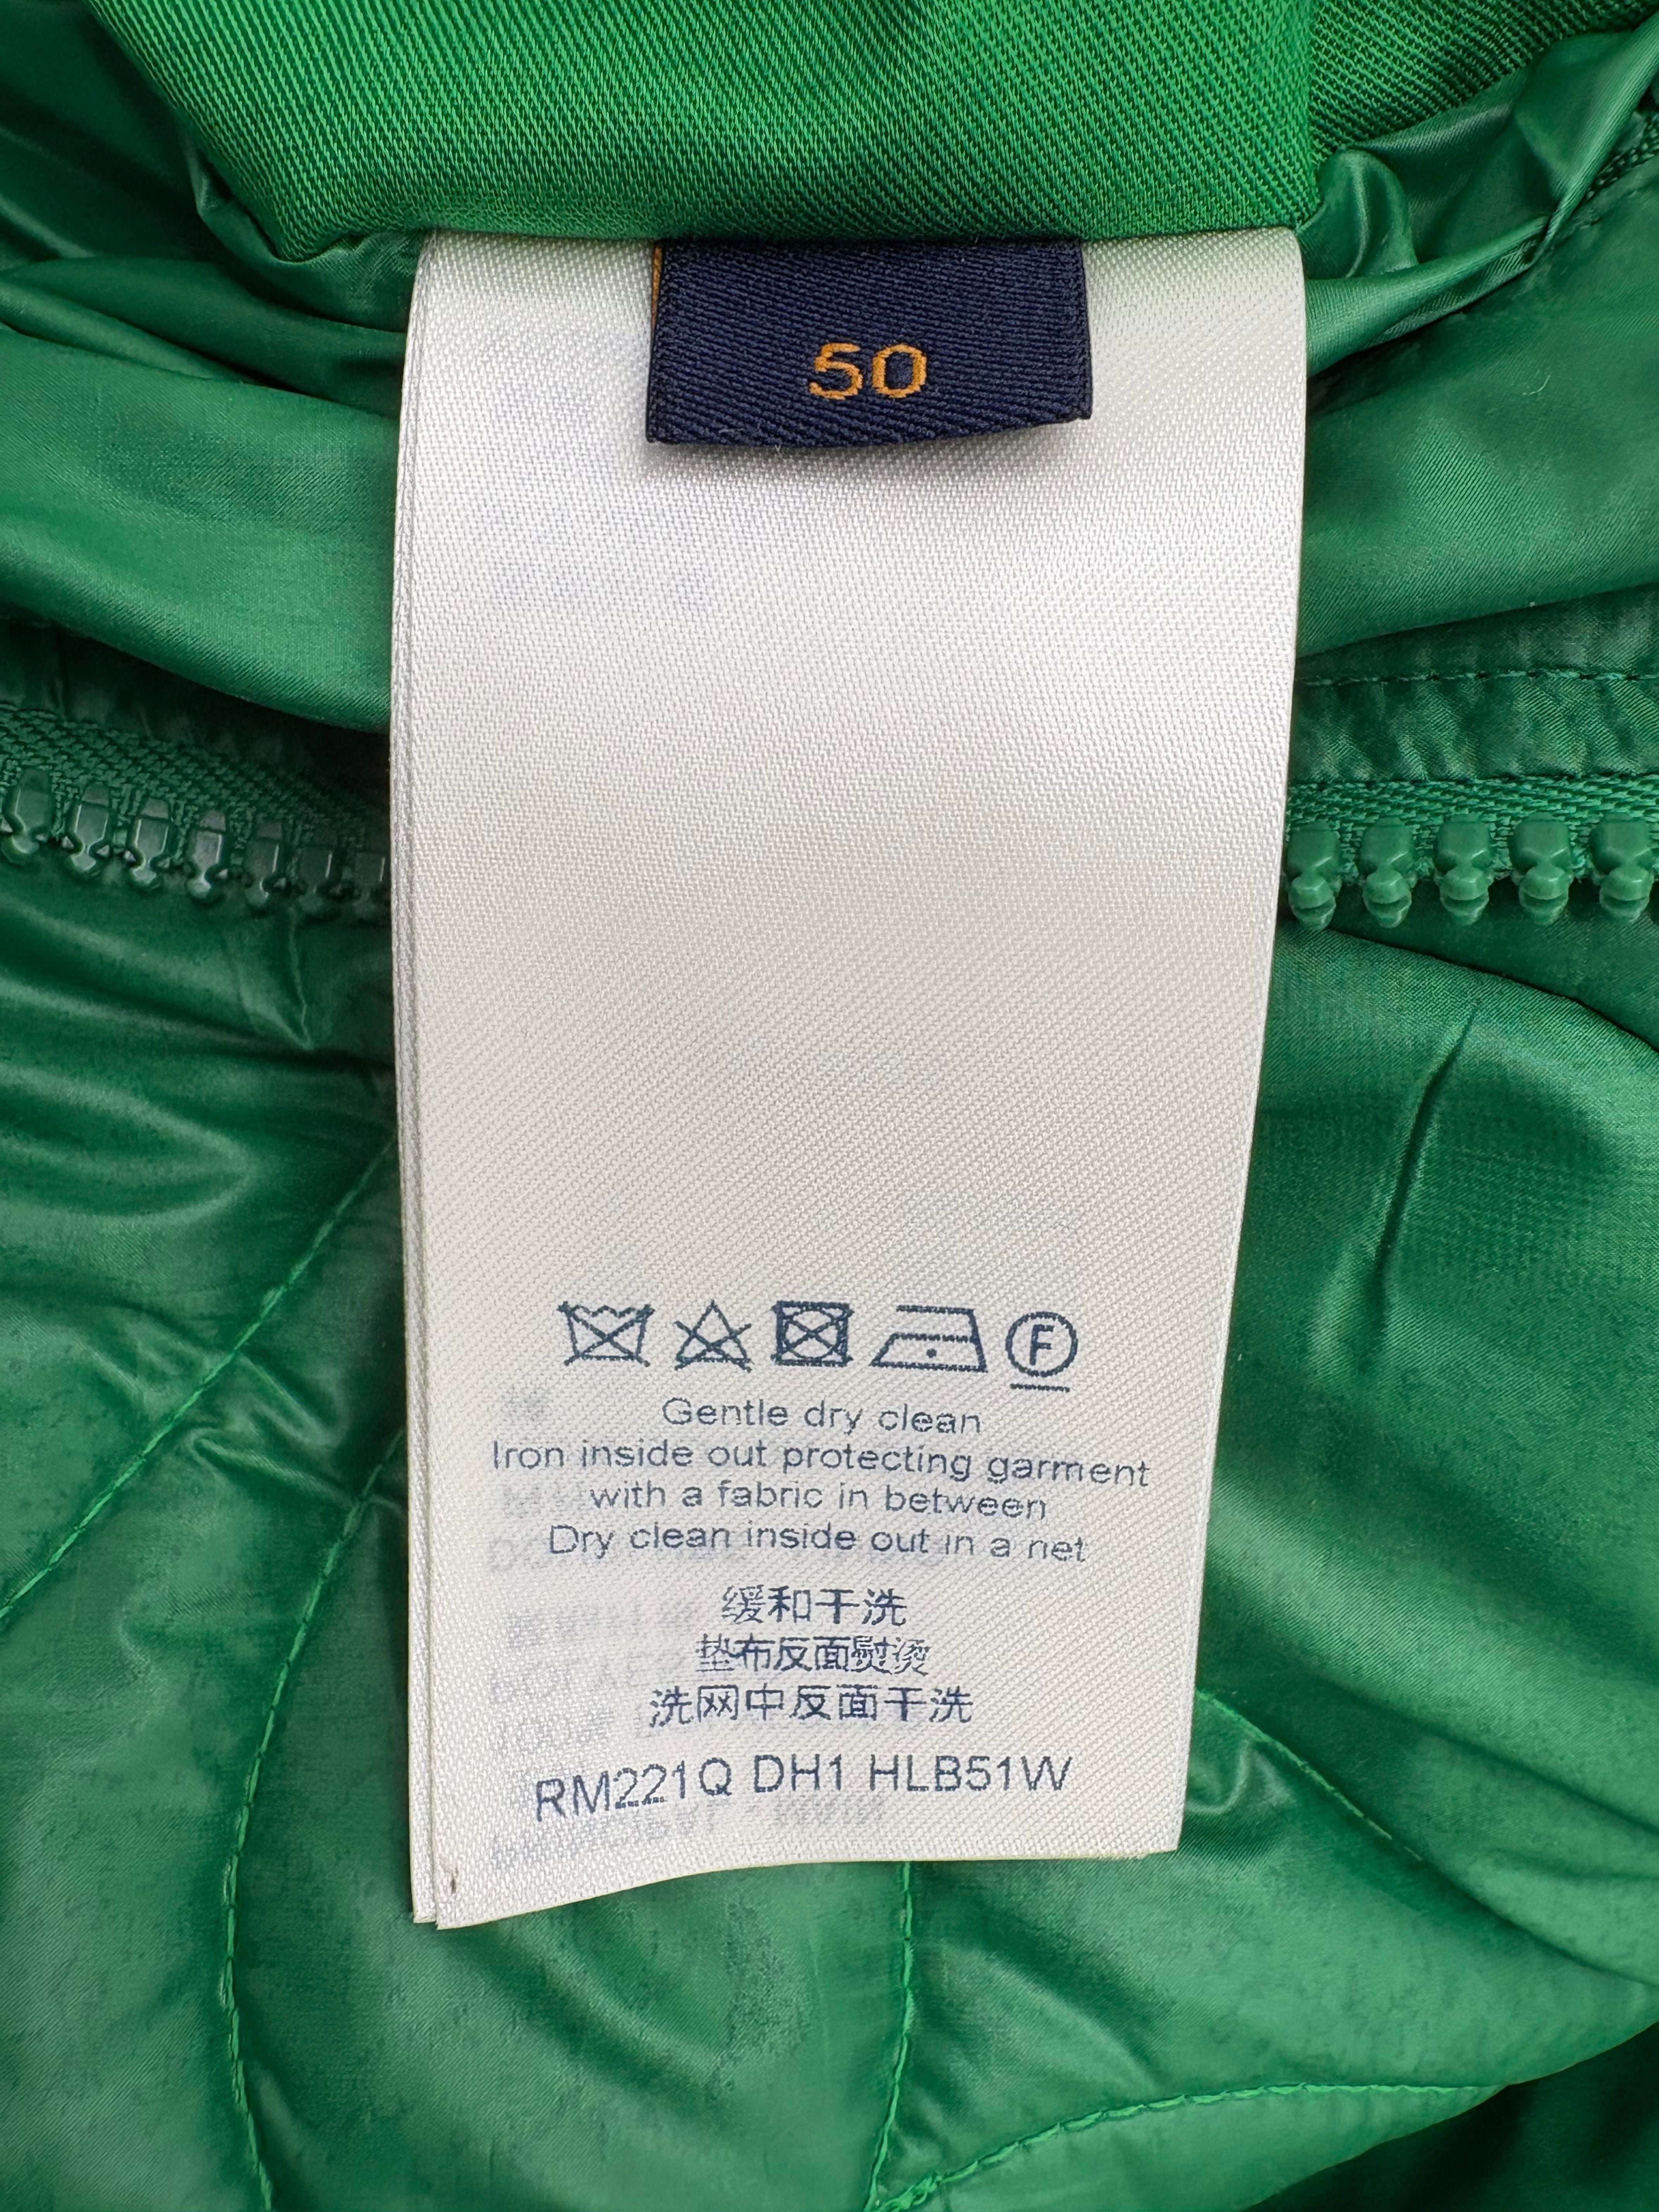 50
F
Gentle dry clean
Iron inside out protecting garment
with a fabric in between
Dry clean inside out in a net
缓和干洗
垫布反面熨烫
洗网中反面干洗
RM221Q DH1 HLB51W